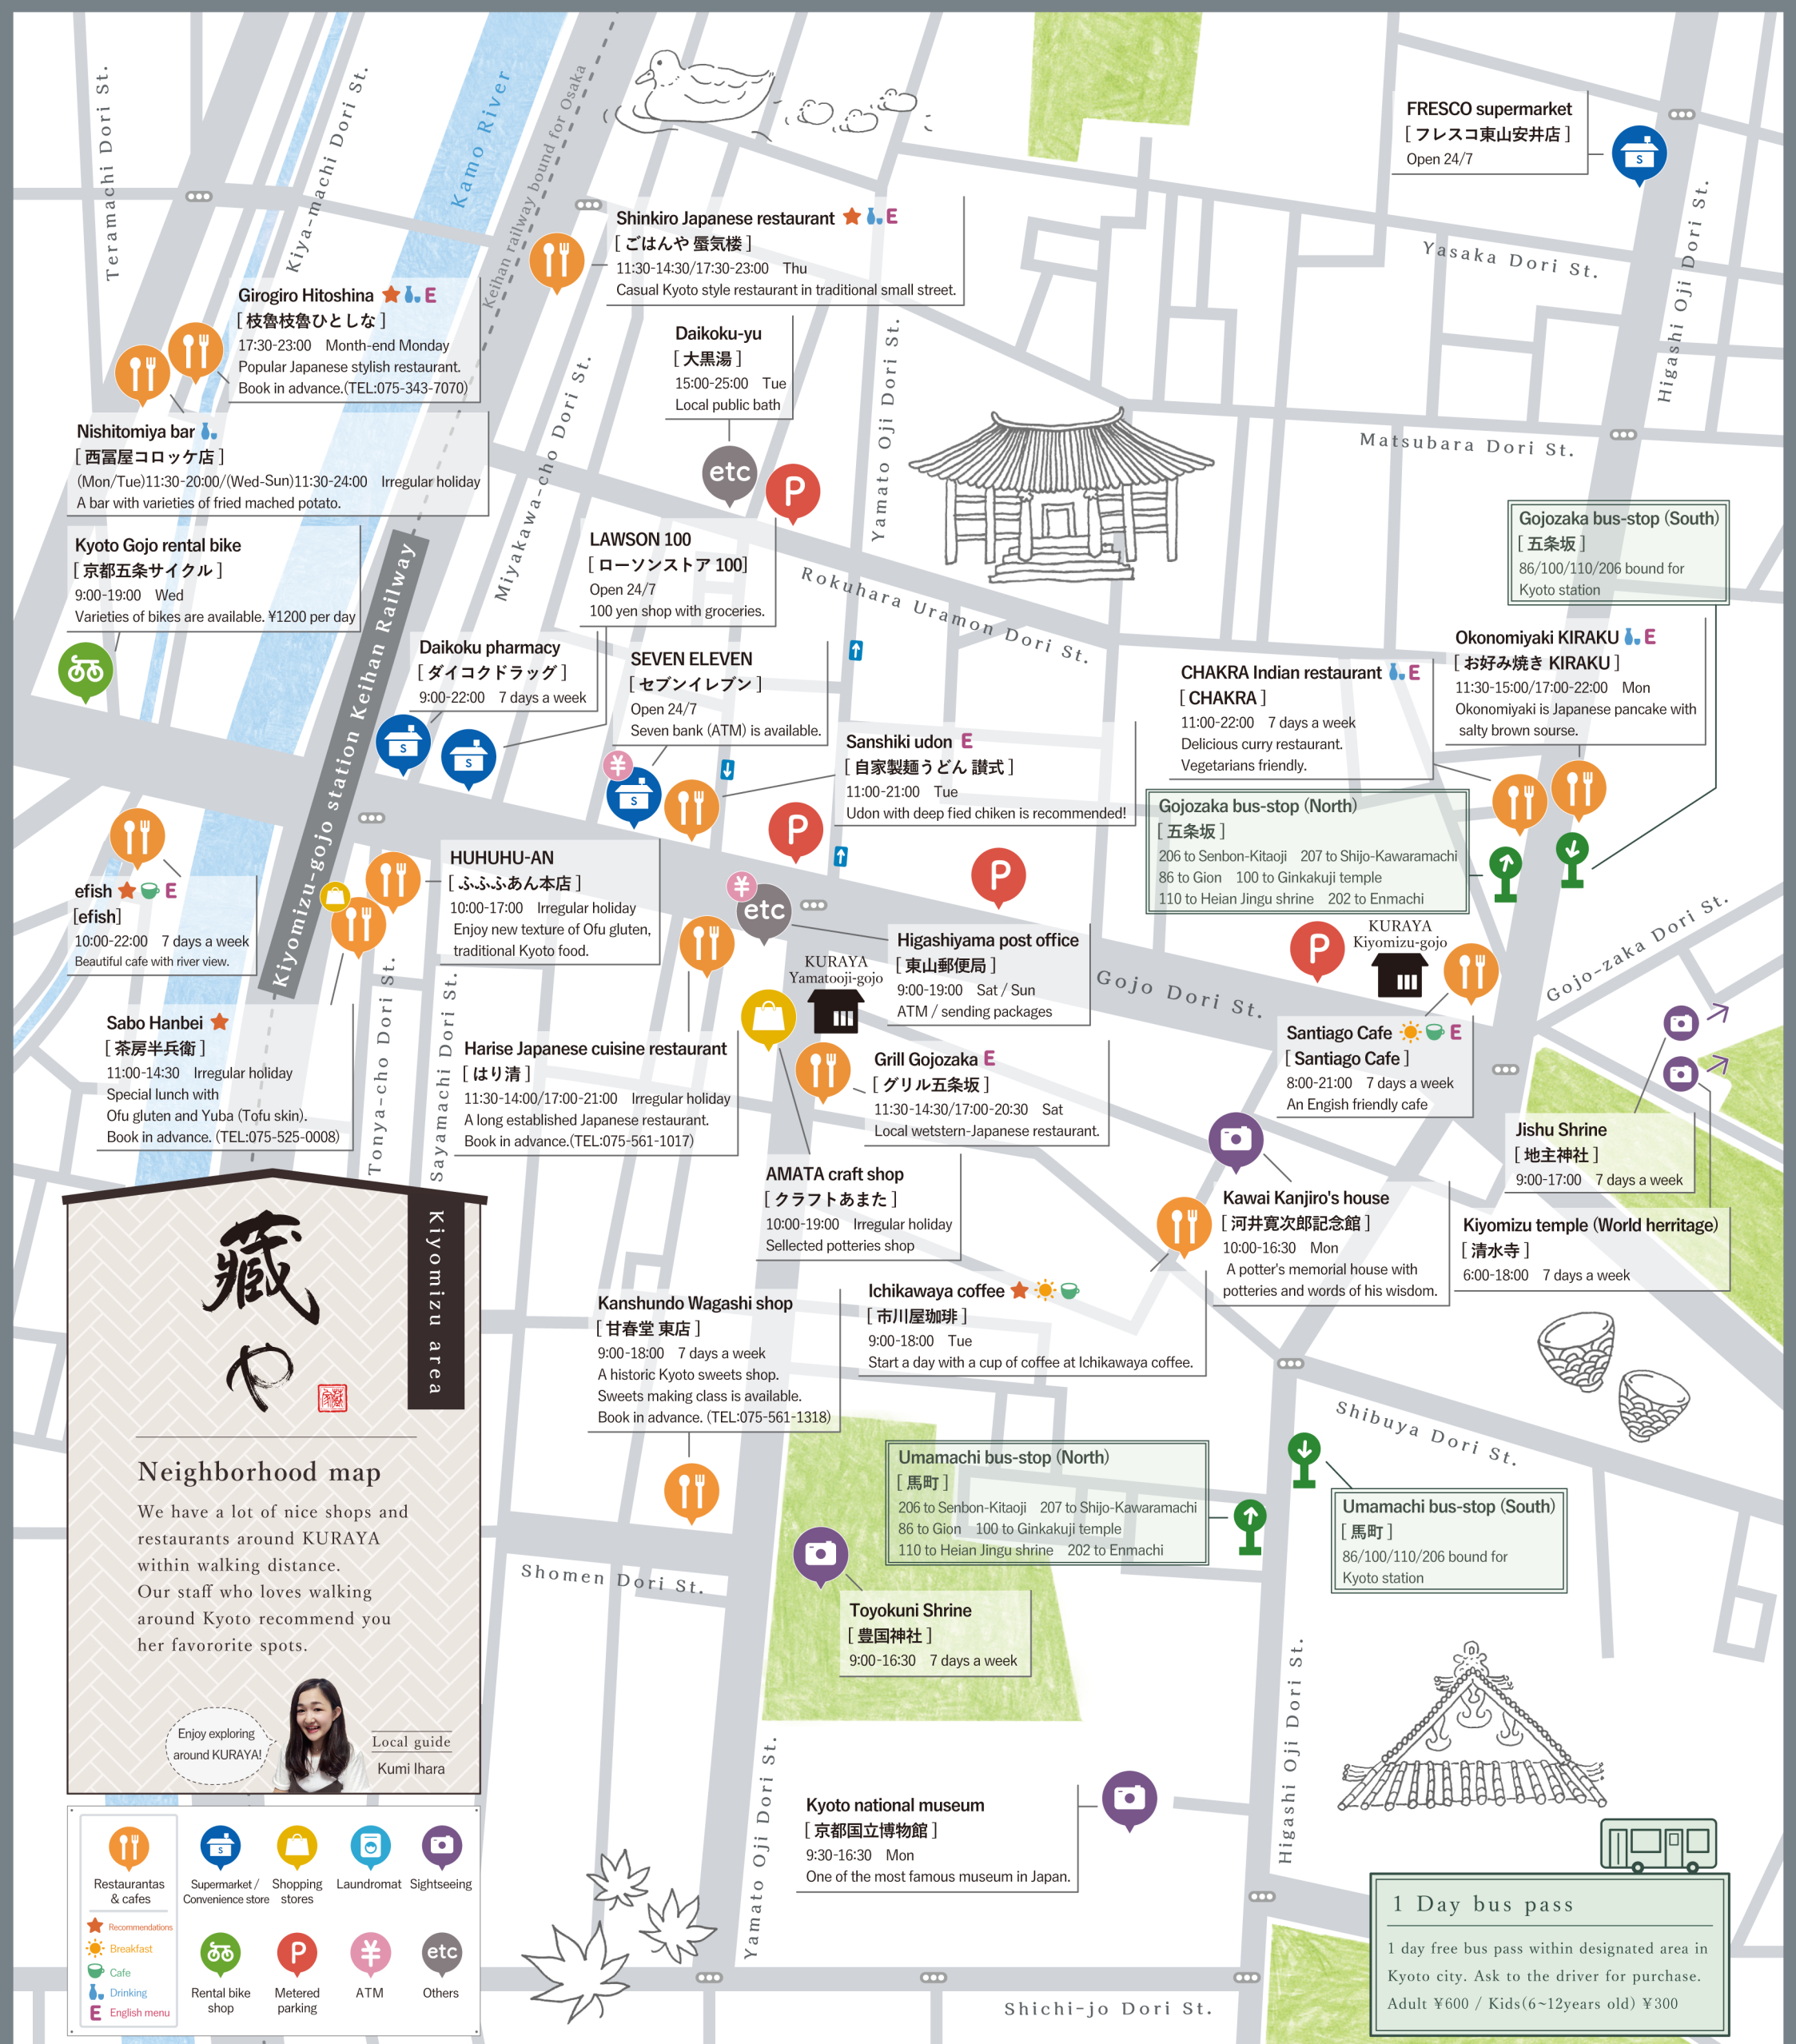 Teramachi Dori St.
Kiya-machi Dori St.
Kamo River
Keihan railway bound for Osaka
FRESCO supermarket
[ フレスコ東山安井店 ]
Open 24/7
S
Shinkiro Japanese restaurant E
[ ごはんや 蜃気楼 ]
11:30-14:30/17:30-23:00 Thu
Casual Kyoto style restaurant in traditional small street.
Yasaka Dori St.
Higashi Oji Dori St.
Girogiro Hitoshina E
[ 枝魯枝魯ひとしな ]
17:30-23:00 Month-end Monday
Popular Japanese stylish restaurant.
Book in advance.(TEL:075-343-7070)
Daikoku-yu
[ 大黒湯 ]
15:00-25:00 Tue
Local public bath
etc
P
Yamato Oji Dori St.
Miyakawa-cho Dori St.
Matsubara Dori St.
Nishitomiya bar
[ 西冨屋コロッケ店 ]
(Mon/Tue)11:30-20:00/(Wed-Sun)11:30-24:00 Irregular holiday
A bar with varieties of fried mached potato.
Kyoto Gojo rental bike
[ 京都五条サイクル ]
9:00-19:00 Wed
Varieties of bikes are available. ¥1200 per day
Kiyomizu-gojo station Keihan Railway
LAWSON 100
[ ローソンストア 100]
Open 24/7
100 yen shop with groceries.
Rokuhara Uramon Dori St.
Gojozaka bus-stop (South)
[ 五条坂 ]
86/100/110/206 bound for
Kyoto station
Daikoku pharmacy
[ ダイコクドラッグ ]
9:00-22:00 7 days a week
S
S
SEVEN ELEVEN
[ セブンイレブン ]
Open 24/7
Seven bank (ATM) is available.
¥
S
CHAKRA Indian restaurant E
[ CHAKRA ]
11:00-22:00 7 days a week
Delicious curry restaurant.
Vegetarians friendly.
Okonomiyaki KIRAKU E
[ お好み焼き KIRAKU ]
11:30-15:00/17:00-22:00 Mon
Okonomiyaki is Japanese pancake with
salty brown sourse.
Sanshiki udon E
[ 自家製麺うどん 讃式 ]
11:00-21:00 Tue
Udon with deep fied chiken is recommended!
P
P
Gojozaka bus-stop (North)
[ 五条坂 ]
206 to Senbon-Kitaoji 207 to Shijo-Kawaramachi
86 to Gion 100 to Ginkakuji temple
110 to Heian Jingu shrine 202 to Enmachi
efish E
[efish]
10:00-22:00 7 days a week
Beautiful cafe with river view.
HUHUHU-AN
[ ふふふあん本店 ]
10:00-17:00 Irregular holiday
Enjoy new texture of Ofu gluten,
traditional Kyoto food.
¥
etc
Higashiyama post office
[ 東山郵便局 ]
9:00-19:00 Sat / Sun
ATM / sending packages
KURAYA
Yamatooji-gojo
Gojo Dori St.
P
KURAYA
Kiyomizu-gojo
Gojo-zaka Dori St.
Sabo Hanbei
[ 茶房半兵衛 ]
11:00-14:30 Irregular holiday
Special lunch with
Ofu gluten and Yuba (Tofu skin).
Book in advance. (TEL:075-525-0008)
Tonya-cho Dori St.
Sayamachi Dori St.
Harise Japanese cuisine restaurant
[ はり清 ]
11:30-14:00/17:00-21:00 Irregular holiday
A long established Japanese restaurant.
Book in advance.(TEL:075-561-1017)
Grill Gojozaka E
[ グリル五条坂 ]
11:30-14:30/17:00-20:30 Sat
Local wetstern-Japanese restaurant.
Santiago Cafe E
[ Santiago Cafe ]
8:00-21:00 7 days a week
An Engish friendly cafe
Jishu Shrine
[ 地主神社 ]
9:00-17:00 7 days a week
AMATA craft shop
[ クラフトあまた ]
10:00-19:00 Irregular holiday
Sellected potteries shop
Kawai Kanjiro's house
[ 河井寛次郎記念館 ]
10:00-16:30 Mon
A potter's memorial house with
potteries and words of his wisdom.
Kiyomizu temple (World herritage)
[ 清水寺 ]
6:00-18:00 7 days a week
Kanshundo Wagashi shop
[ 甘春堂 東店 ]
9:00-18:00 7 days a week
A historic Kyoto sweets shop.
Sweets making class is available.
Book in advance. (TEL:075-561-1318)
Ichikawaya coffee
[ 市川屋珈琲 ]
9:00-18:00 Tue
Start a day with a cup of coffee at Ichikawaya coffee.
Shibuya Dori St.
Umamachi bus-stop (North)
[ 馬町 ]
206 to Senbon-Kitaoji 207 to Shijo-Kawaramachi
86 to Gion 100 to Ginkakuji temple
110 to Heian Jingu shrine 202 to Enmachi
Umamachi bus-stop (South)
[ 馬町 ]
86/100/110/206 bound for
Kyoto station
Shomen Dori St.
Toyokuni Shrine
[ 豊国神社 ]
9:00-16:30 7 days a week
Yamato Oji Dori St.
Higashi Oji Dori St.
Kyoto national museum
[ 京都国立博物館 ]
9:30-16:30 Mon
One of the most famous museum in Japan.
Shichi-jo Dori St.
蔵や
Kiyomizu area
Neighborhood map
We have a lot of nice shops and
restaurants around KURAYA
within walking distance.
Our staff who loves walking
around Kyoto recommend you
her favororite spots.
Enjoy exploring
around KURAYA!
Local guide
Kumi Ihara
Restaurantas
& cafes
Recommendations
Breakfast
Cafe
Drinking
E English menu
S
Supermarket /
Convenience store
Shopping
stores
Laundromat
Sightseeing
Rental bike
shop
P
Metered
parking
¥
ATM
etc
Others
1 Day bus pass
1 day free bus pass within designated area in
Kyoto city. Ask to the driver for purchase.
Adult ¥600 / Kids(6~12years old) ¥300